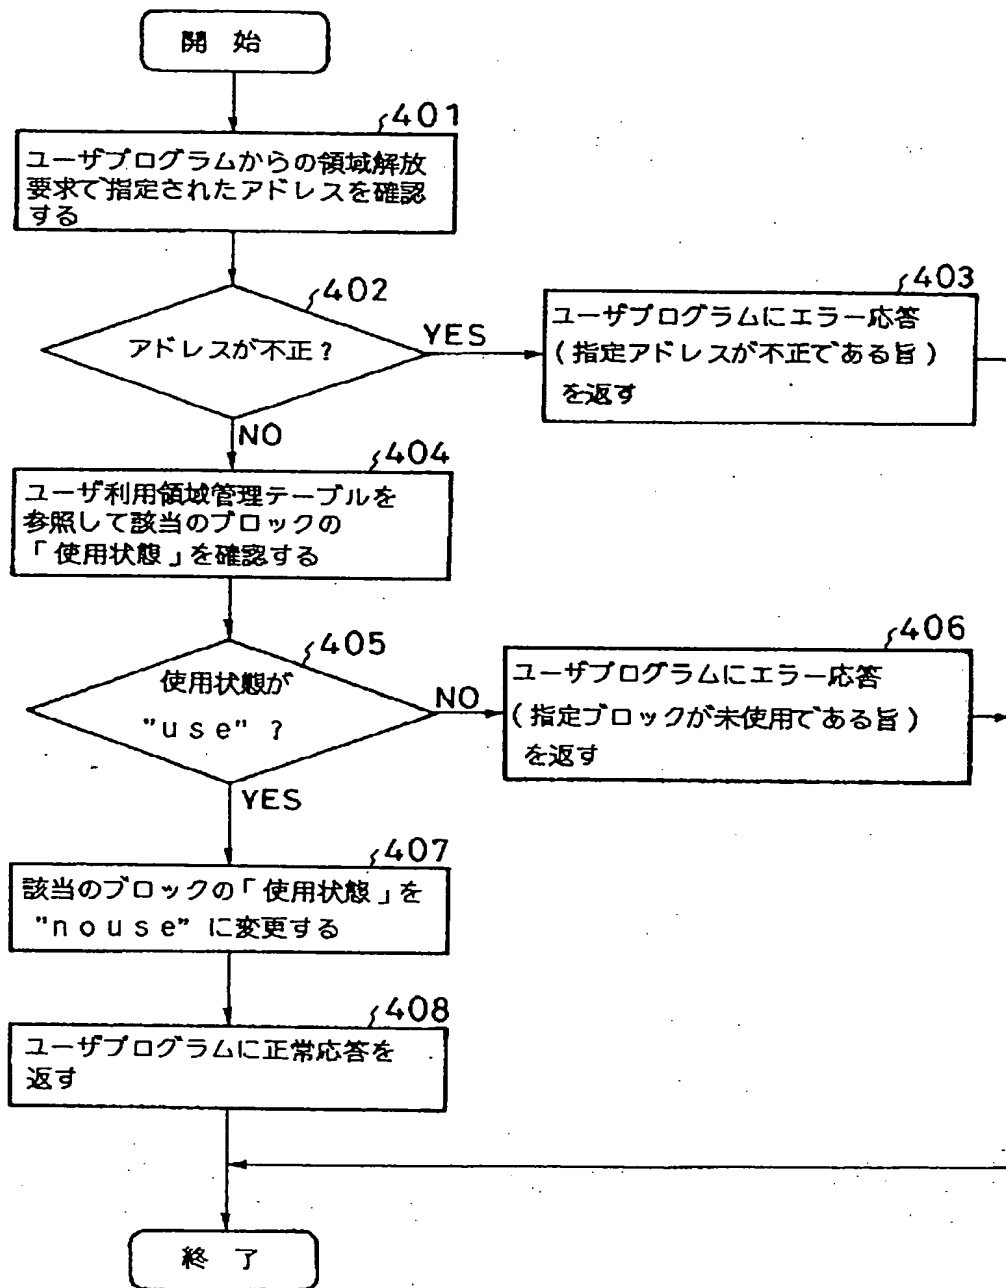 開始
401
ユーザプログラムからの領域解放
要求で指定されたアドレスを確認
する
402
アドレスが不正?
YES
403
ユーザプログラムにエラー応答
(指定アドレスが不正である旨)
を返す
NO
404
ユーザ利用領域管理テーブルを
参照して該当のブロックの
「使用状態」を確認する
405
使用状態が
"use" ?
NO
406
ユーザプログラムにエラー応答
(指定ブロックが未使用である旨)
を返す
YES
407
該当のブロックの「使用状態」を
"nouse" に変更する
408
ユーザプログラムに正常応答を
返す
終了